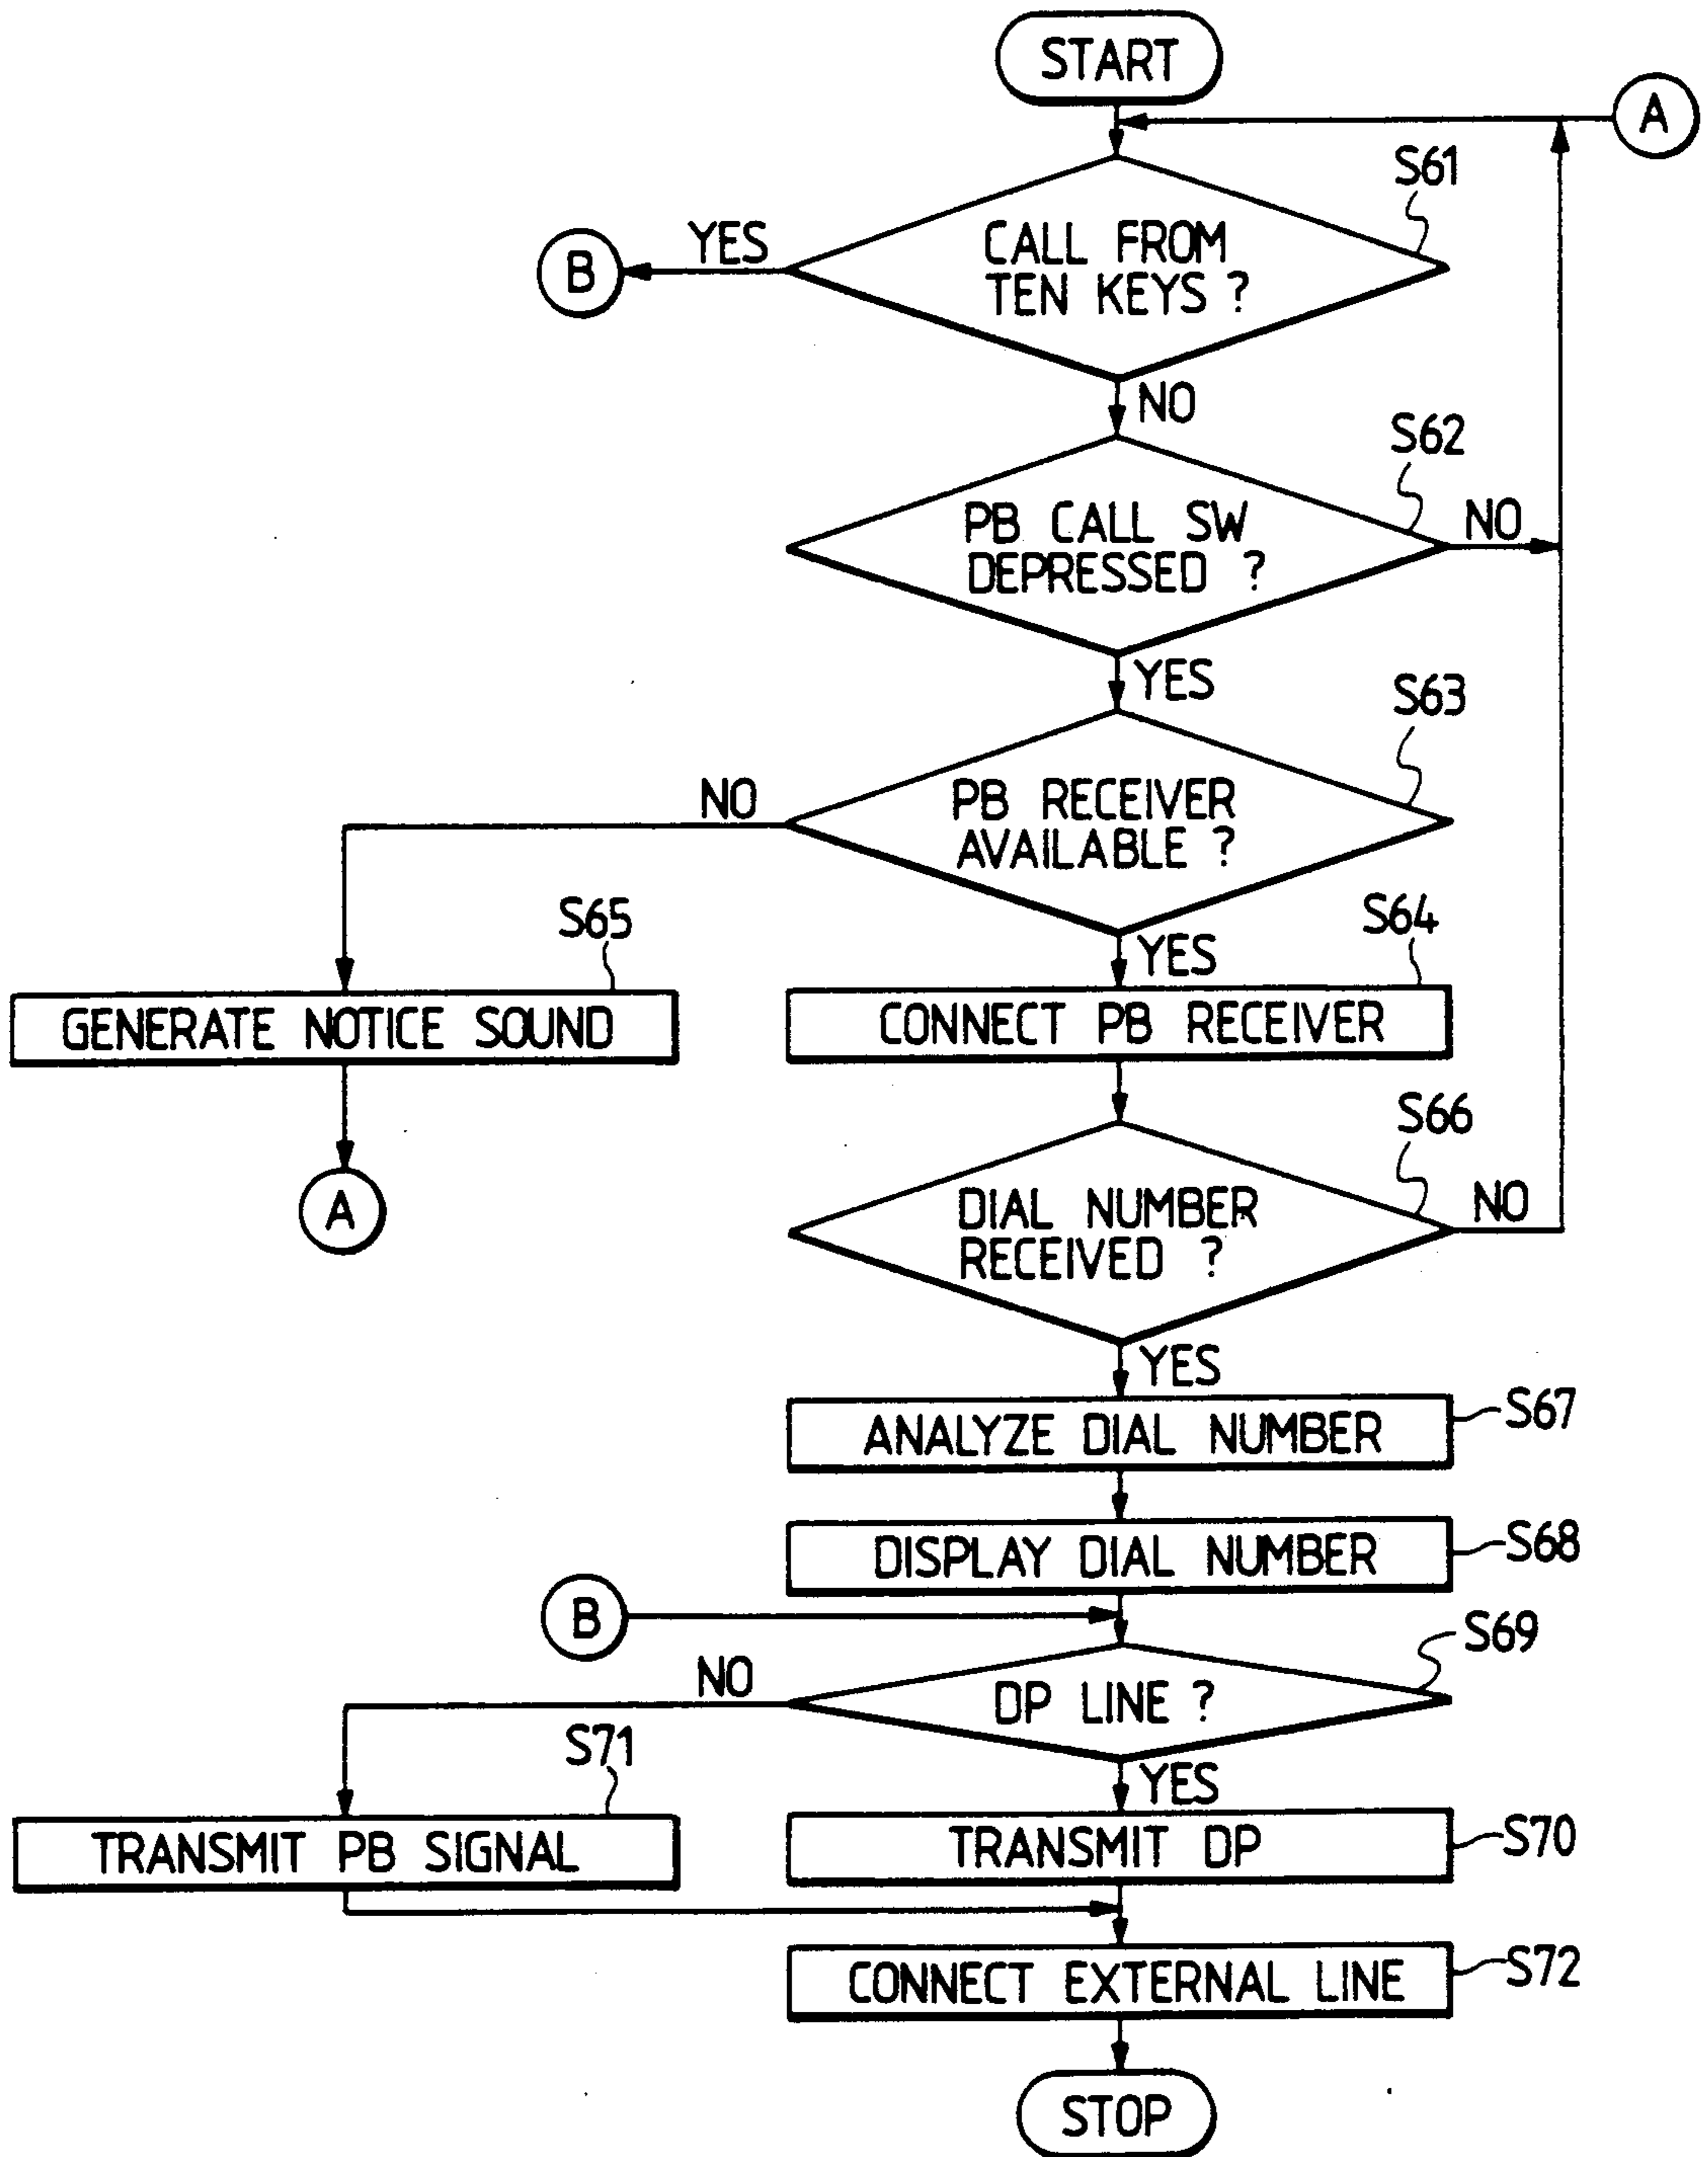 START
A
S61
YES
B
CALL FROM
TEN KEYS ?
NO
S62
PB CALL SW
DEPRESSED ?
NO
YES
S63
NO
PB RECEIVER
AVAILABLE ?
S65
S64
YES
GENERATE NOTICE SOUND
CONNECT PB RECEIVER
S66
A
DIAL NUMBER
RECEIVED ?
NO
YES
ANALYZE DIAL NUMBER
S67
DISPLAY DIAL NUMBER
S68
B
S69
NO
DP LINE ?
S71
YES
TRANSMIT PB SIGNAL
TRANSMIT DP
S70
CONNECT EXTERNAL LINE
S72
STOP